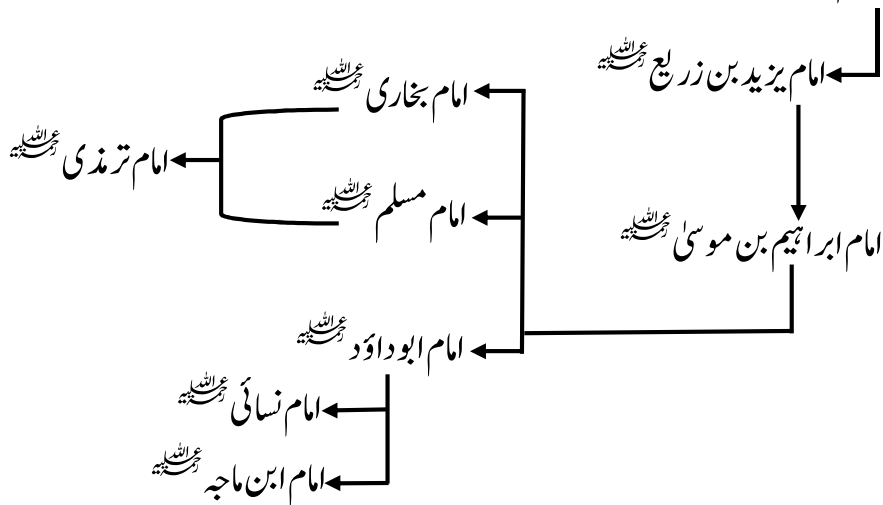 امام یزید بن زریع رحمۃ اللہ علیہ
امام بخاری رحمۃ اللہ علیہ
امام ترمذی رحمۃ اللہ علیہ
امام مسلم رحمۃ اللہ علیہ
امام ابراہیم بن موسیٰ رحمۃ اللہ علیہ
امام ابوداؤد رحمۃ اللہ علیہ
امام نسائی رحمۃ اللہ علیہ
امام ابن ماجہ رحمۃ اللہ علیہ